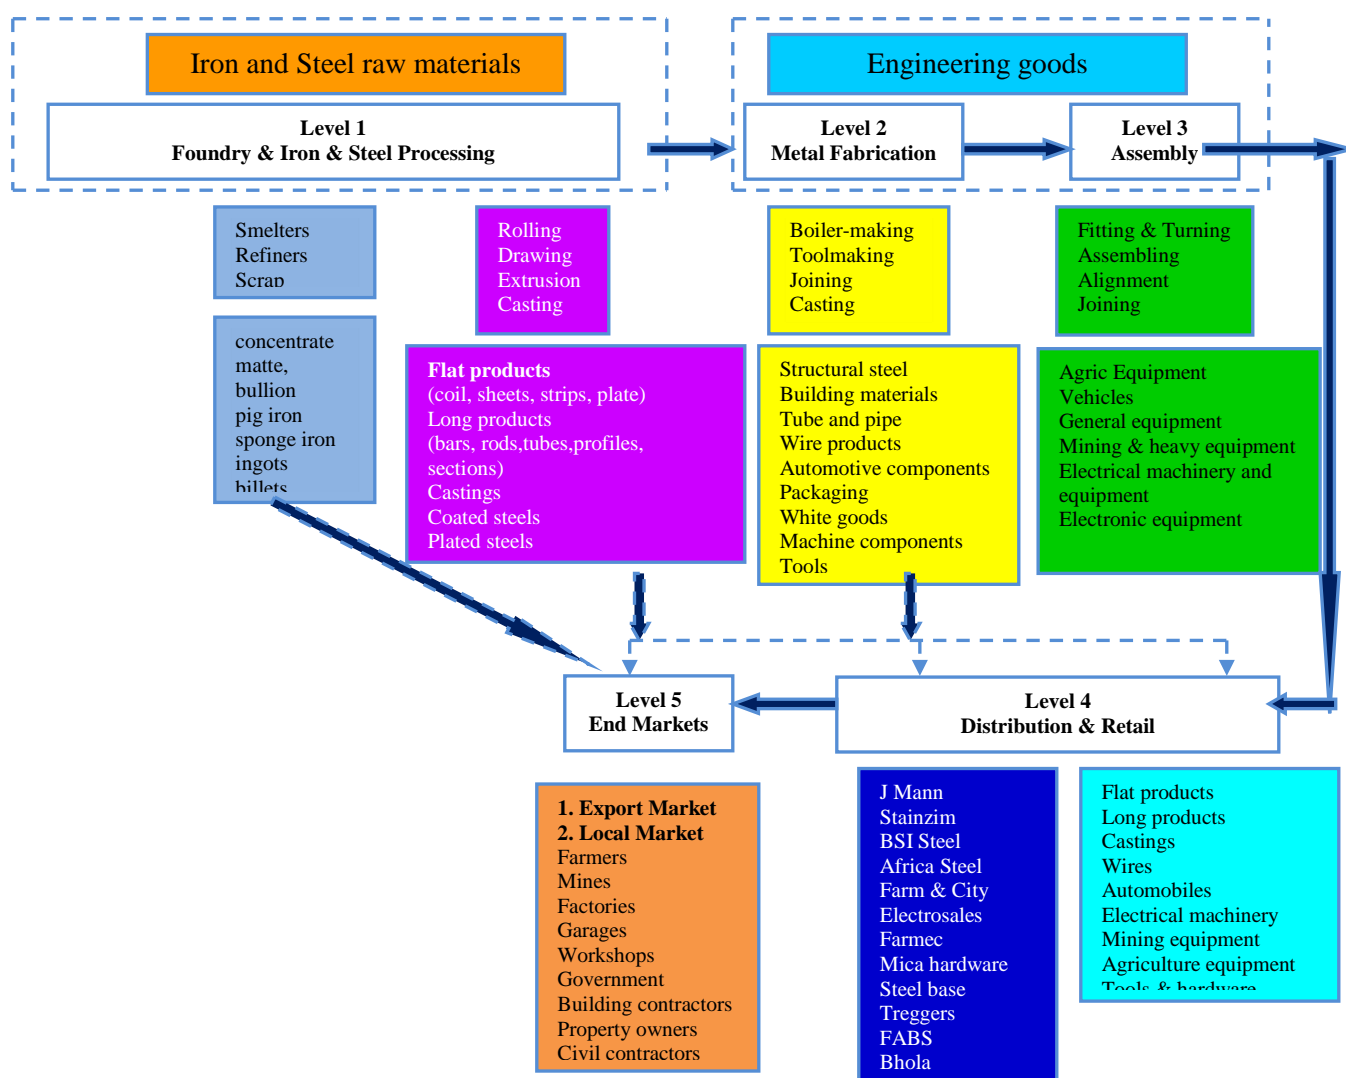 Iron and Steel raw materials
Engineering goods
Level 1
Foundry & Iron & Steel Processing
Level 2
Metal Fabrication
Level 3
Assembly
Smelters
Refiners
Scrap
Rolling
Drawing
Extrusion
Casting
Boiler-making
Toolmaking
Joining
Casting
Fitting & Turning
Assembling
Alignment
Joining
concentrate
matte,
bullion
pig iron
sponge iron
ingots
billets
Flat products
(coil, sheets, strips, plate)
Long products
(bars, rods,tubes,profiles,
sections)
Castings
Coated steels
Plated steels
Structural steel
Building materials
Tube and pipe
Wire products
Automotive components
Packaging
White goods
Machine components
Tools
Agric Equipment
Vehicles
General equipment
Mining & heavy equipment
Electrical machinery and
equipment
Electronic equipment
Level 5
End Markets
Level 4
Distribution & Retail
1. Export Market
2. Local Market
Farmers
Mines
Factories
Garages
Workshops
Government
Building contractors
Property owners
Civil contractors
J Mann
Stainzim
BSI Steel
Africa Steel
Farm & City
Electrosales
Farmec
Mica hardware
Steel base
Treggers
FABS
Bhola
Flat products
Long products
Castings
Wires
Automobiles
Electrical machinery
Mining equipment
Agriculture equipment
Tools & hardware